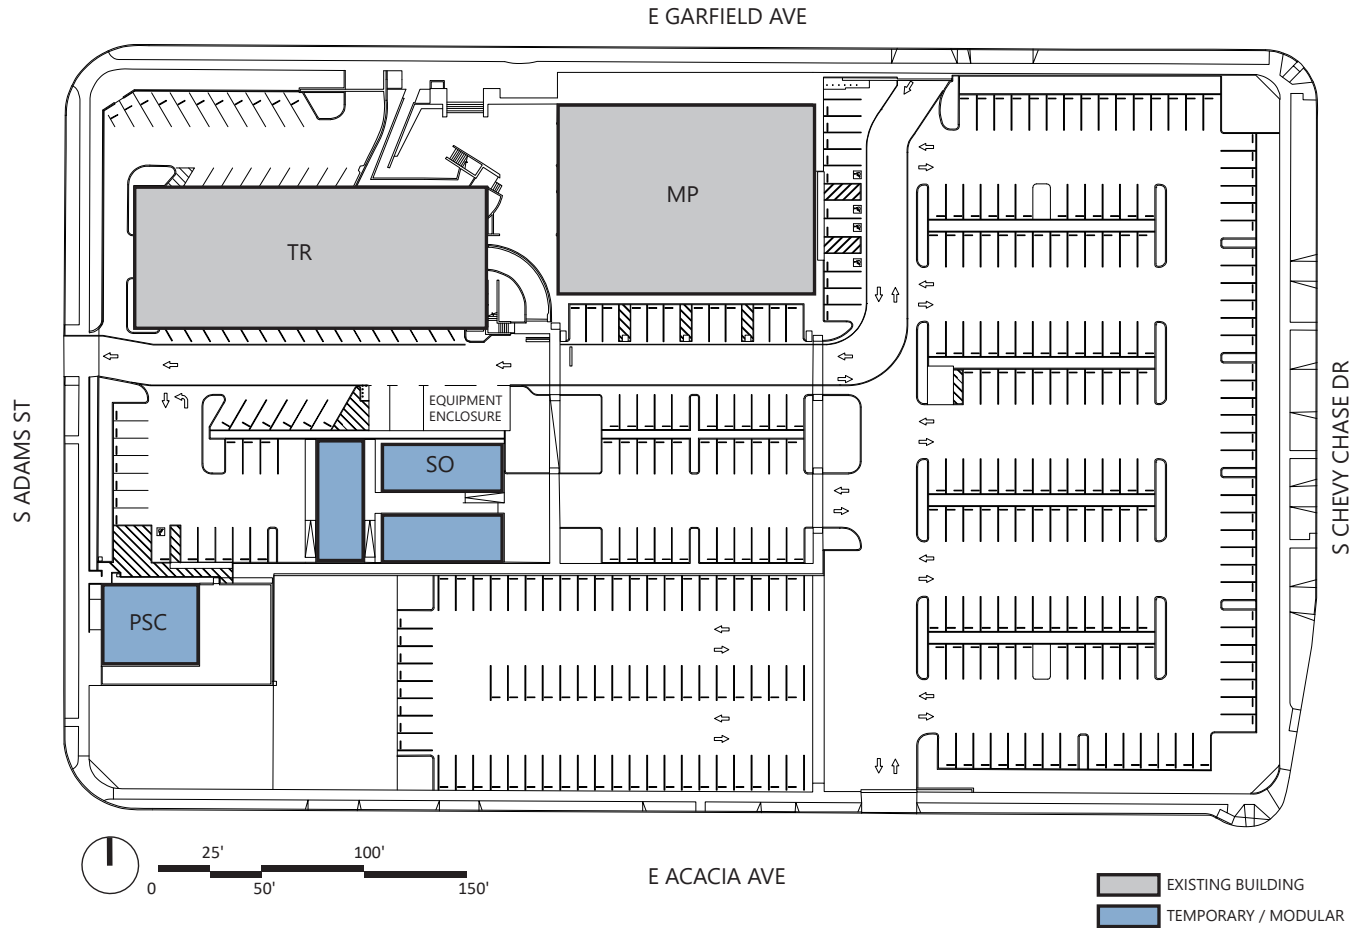 E GARFIELD AVE
MP
TR
EQUIPMENT
ENCLOSURE
S ADAMS ST
S CHEVY CHASE DR
SO
PSC
25'
100'
0
50'
150'
E ACACIA AVE
EXISTING BUILDING
TEMPORARY / MODULAR